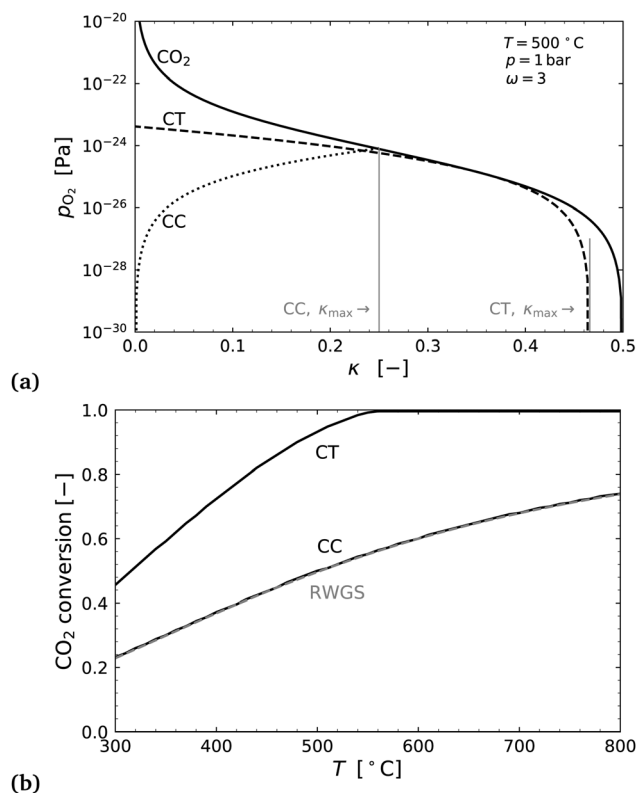 10⁻²⁰
10⁻²²
10⁻²⁴
10⁻²⁶
10⁻²⁸
10⁻³⁰
p_O₂ [Pa]
CO₂
CT
CC
T = 500 °C
p = 1 bar
ω = 3
CC, κ_max →
CT, κ_max →
0.0 0.1 0.2 0.3 0.4 0.5
κ [−]
(a)
1.0
0.8
0.6
0.4
0.2
0.0
CO₂ conversion [−]
CT
CC
RWGS
300 400 500 600 700 800
T [°C]
(b)